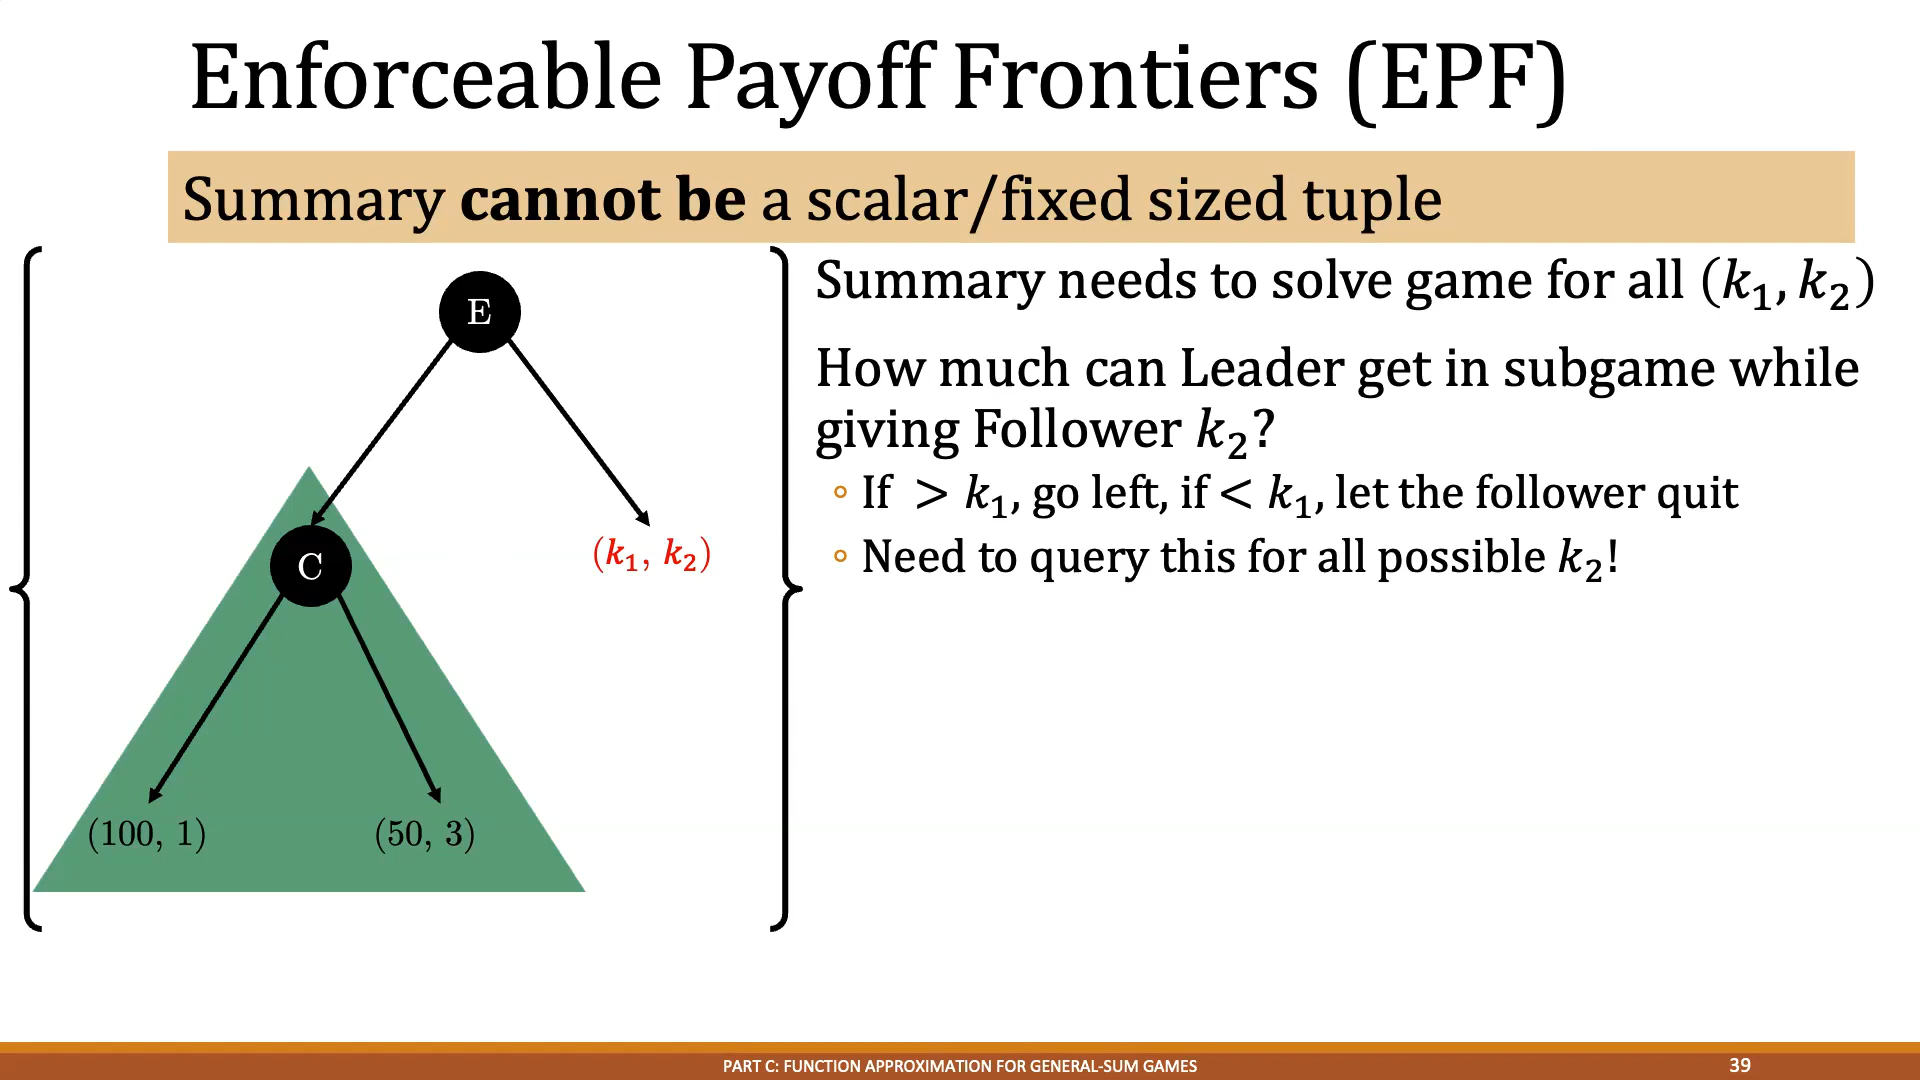 Enforceable Payoff Frontiers (EPF)
Summary cannot be a scalar/fixed sized tuple
E
C
(k₁, k₂)
(100, 1)
(50, 3)
Summary needs to solve game for all (k₁, k₂)
How much can Leader get in subgame while
giving Follower k₂?
∘ If > k₁, go left, if < k₁, let the follower quit
∘ Need to query this for all possible k₂!
PART C: FUNCTION APPROXIMATION FOR GENERAL-SUM GAMES
39